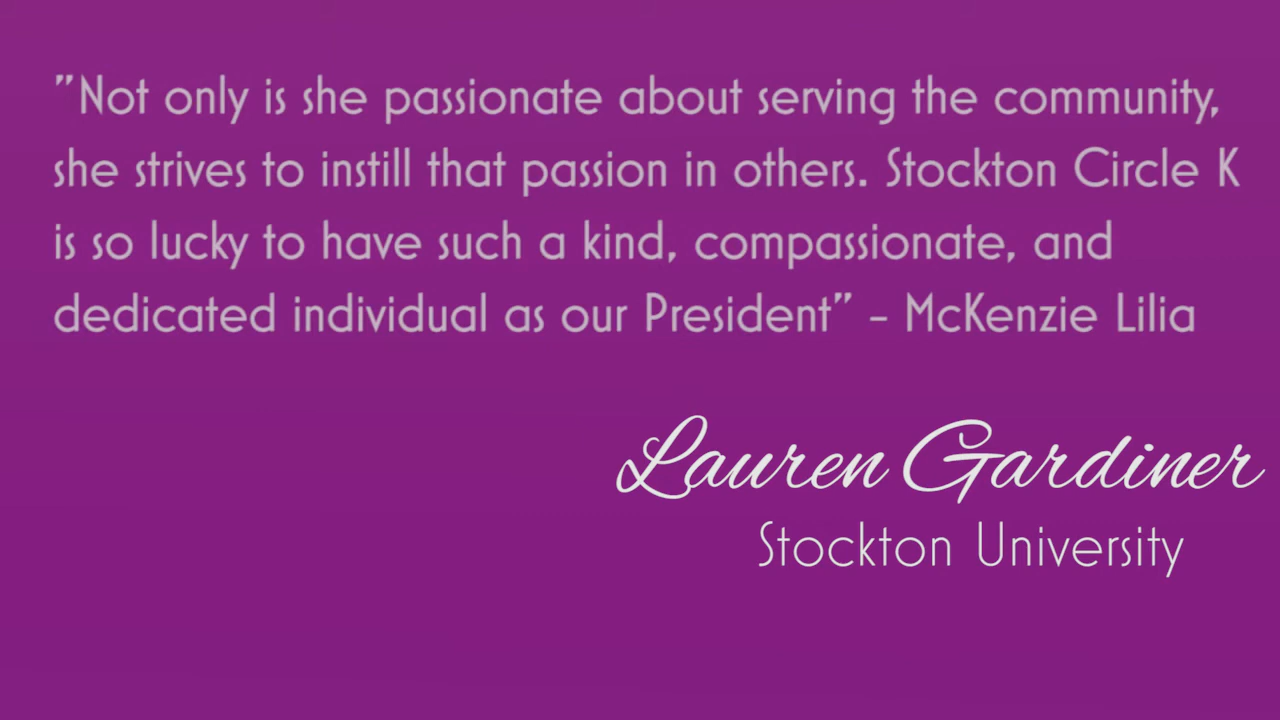 "Not only is she passionate about serving the community,
she strives to instill that passion in others. Stockton Circle K
is so lucky to have such a kind, compassionate, and
dedicated individual as our President" - McKenzie Lilia
Lauren Gardiner
Stockton University